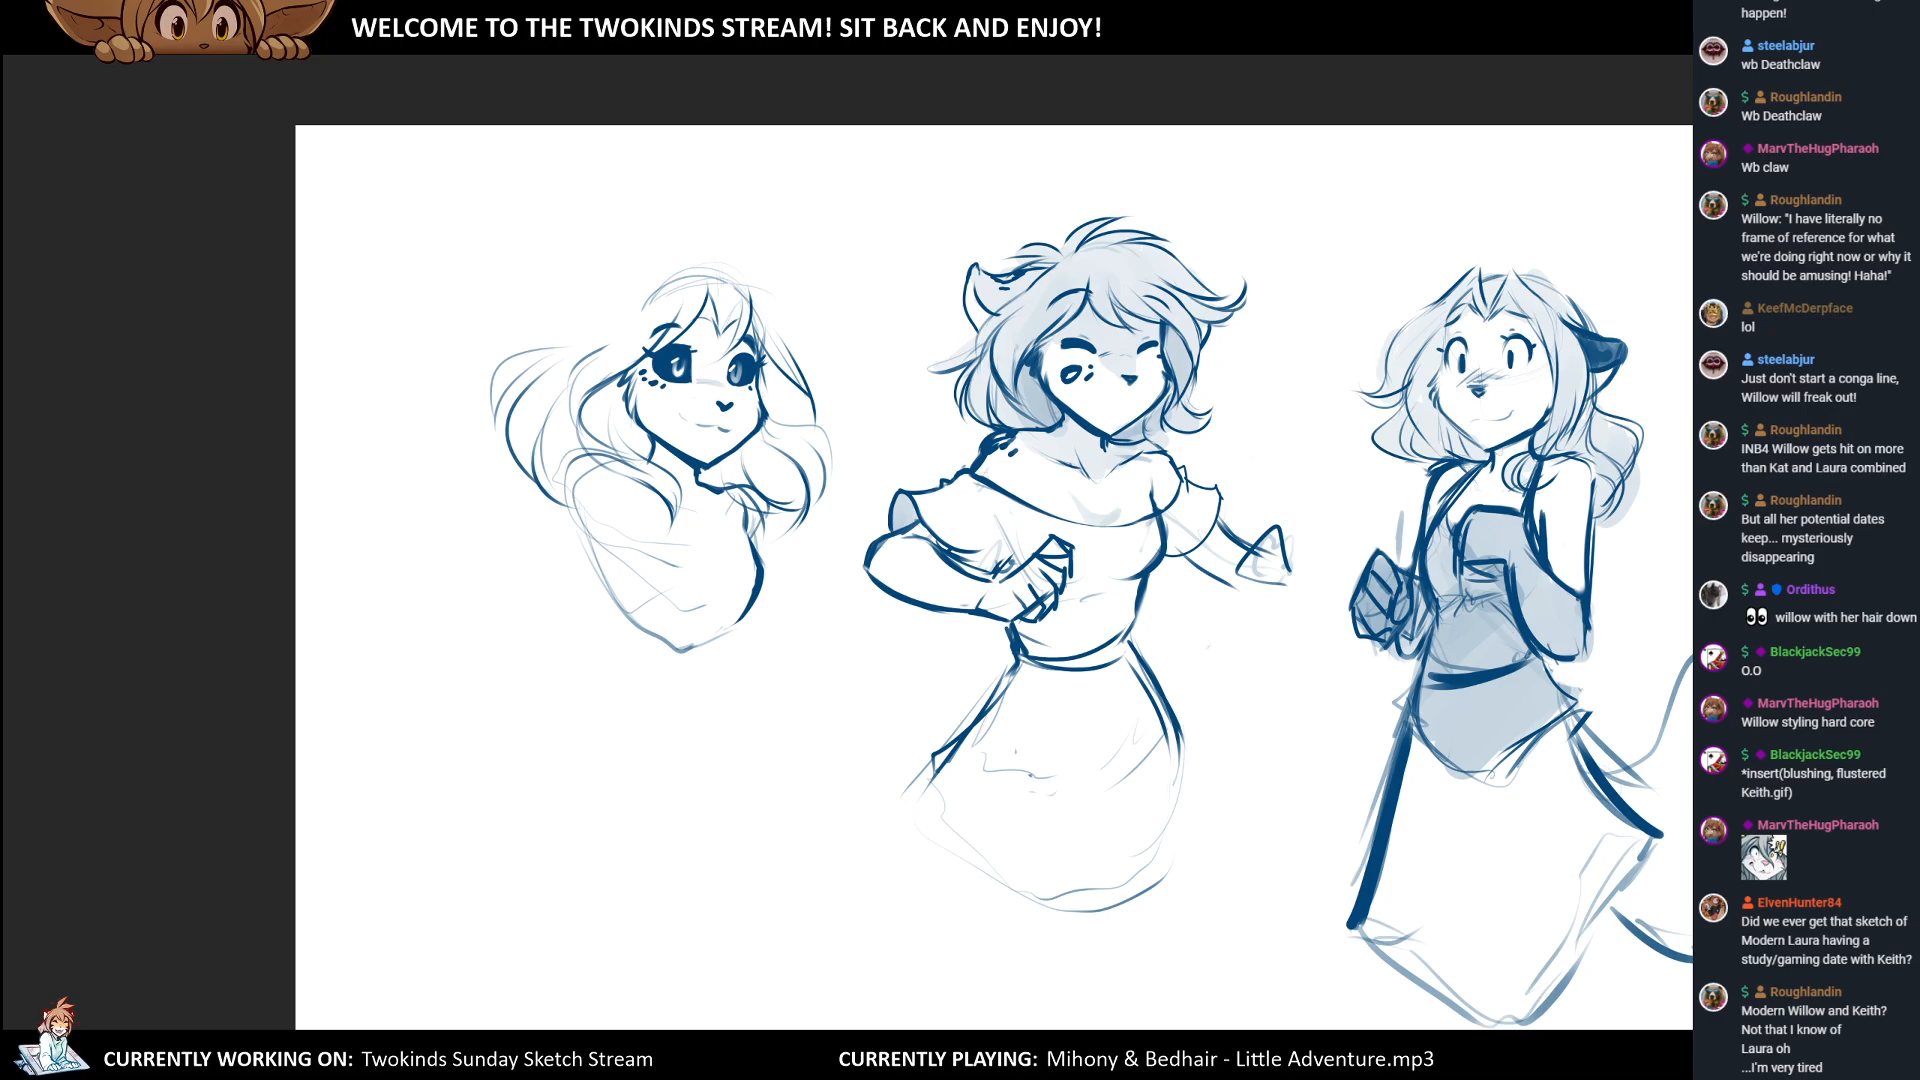 WELCOME TO THE TWOKINDS STREAM! SIT BACK AND ENJOY!
happen!
steelabjur
wb Deathclaw
$ Roughlandin
Wb Deathclaw
MarvTheHugPharaoh
Wb claw
$ Roughlandin
Willow: "I have literally no
frame of reference for what
we're doing right now or why it
should be amusing! Haha!"
KeefMcDerpface
lol
steelabjur
Just don't start a conga line,
Willow will freak out!
$ Roughlandin
INB4 Willow gets hit on more
than Kat and Laura combined
$ Roughlandin
But all her potential dates
keep... mysteriously
disappearing
$ Ordithus
willow with her hair down
$ BlackjackSec99
O.O
MarvTheHugPharaoh
Willow styling hard core
$ BlackjackSec99
*insert(blushing, flustered
Keith.gif)
MarvTheHugPharaoh
ElvenHunter84
Did we ever get that sketch of
Modern Laura having a
study/gaming date with Keith?
$ Roughlandin
Modern Willow and Keith?
Not that I know of
Laura oh
...I'm very tired
CURRENTLY WORKING ON: Twokinds Sunday Sketch Stream
CURRENTLY PLAYING: Mihony & Bedhair - Little Adventure.mp3